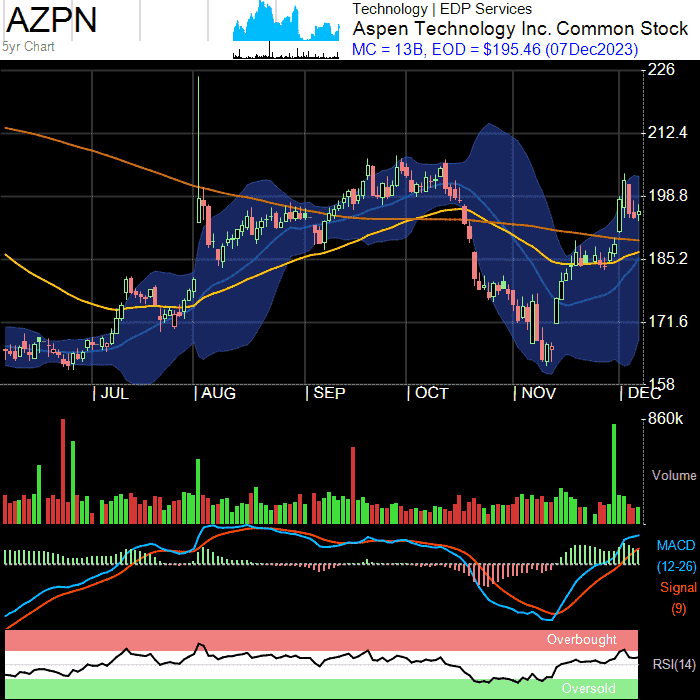 AZPN
5yr Chart
Technology | EDP Services
Aspen Technology Inc. Common Stock
MC = 13B, EOD = $195.46 (07Dec2023)
226
212.4
198.8
185.2
171.6
158
JUL AUG SEP OCT NOV DEC
860k
Volume
MACD
(12-26)
Signal
(9)
Overbought
RSI(14)
Oversold